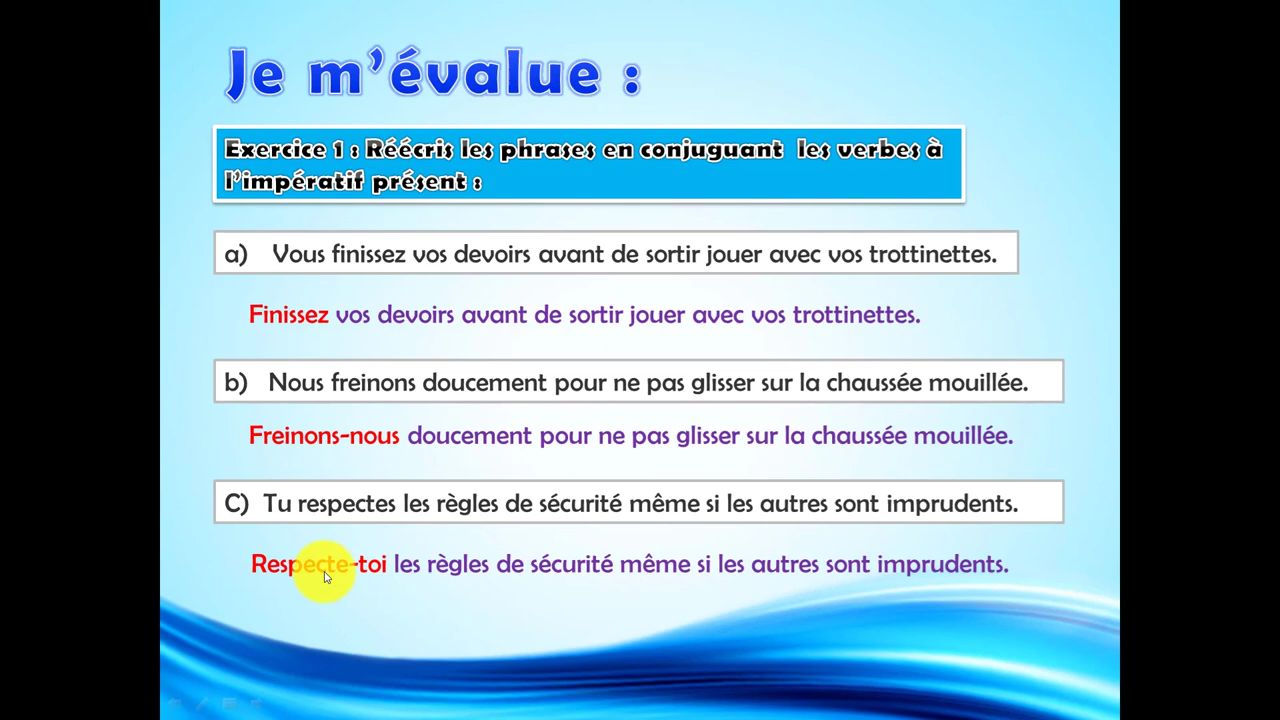 Je m'évalue :
Exercice 1 : Réécris les phrases en conjuguant les verbes à
l'impératif présent :
a) Vous finissez vos devoirs avant de sortir jouer avec vos trottinettes.
Finissez vos devoirs avant de sortir jouer avec vos trottinettes.
b) Nous freinons doucement pour ne pas glisser sur la chaussée mouillée.
Freinons-nous doucement pour ne pas glisser sur la chaussée mouillée.
C) Tu respectes les règles de sécurité même si les autres sont imprudents.
Respecte-toi les règles de sécurité même si les autres sont imprudents.